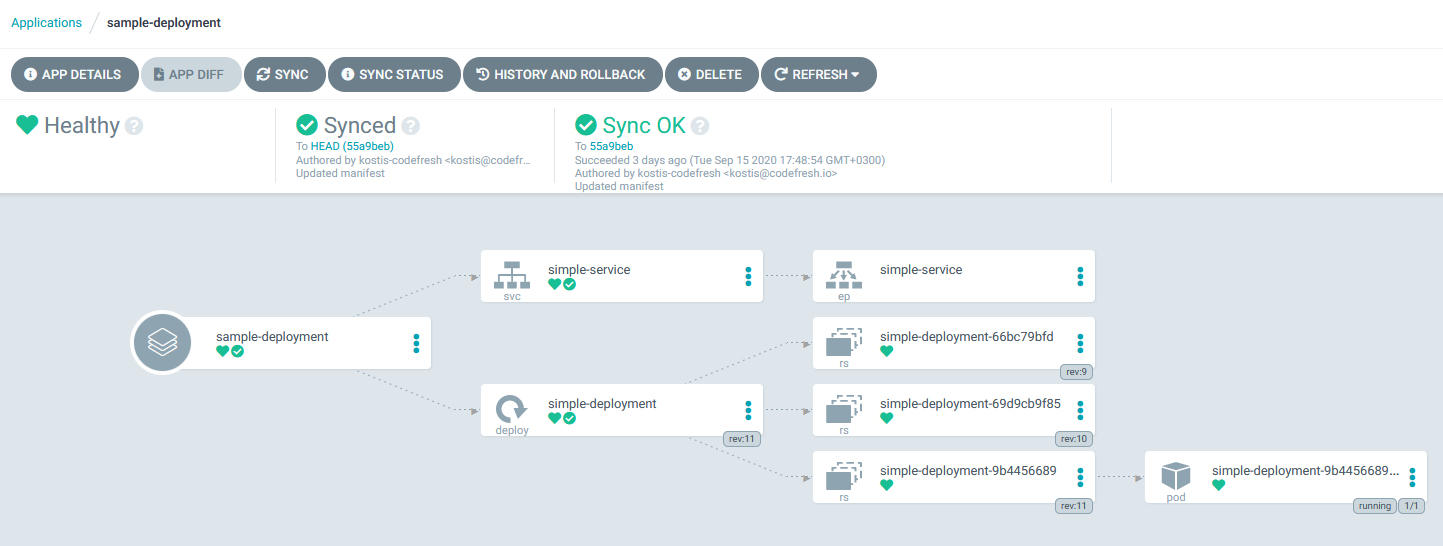 Applications / sample-deployment
APP DETAILS APP DIFF SYNC SYNC STATUS HISTORY AND ROLLBACK DELETE REFRESH
Healthy ?
Synced ?
To HEAD (55a9beb)
Authored by kostis-codefresh <kostis@codefr...
Updated manifest
Sync OK ?
To 55a9beb
Succeeded 3 days ago (Tue Sep 15 2020 17:48:54 GMT+0300)
Authored by kostis-codefresh <kostis@codefresh.io>
Updated manifest
sample-deployment
simple-service
svc
simple-service
ep
simple-deployment
deploy
rev:11
simple-deployment-66bc79bfd
rs
rev:9
simple-deployment-69d9cb9f85
rs
rev:10
simple-deployment-9b4456689
rs
rev:11
simple-deployment-9b4456689...
pod
running 1/1